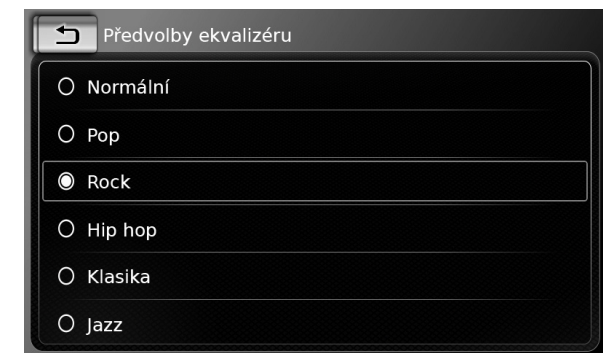 Předvolby ekvalizéru
Normální
Pop
Rock
Hip hop
Klasika
Jazz